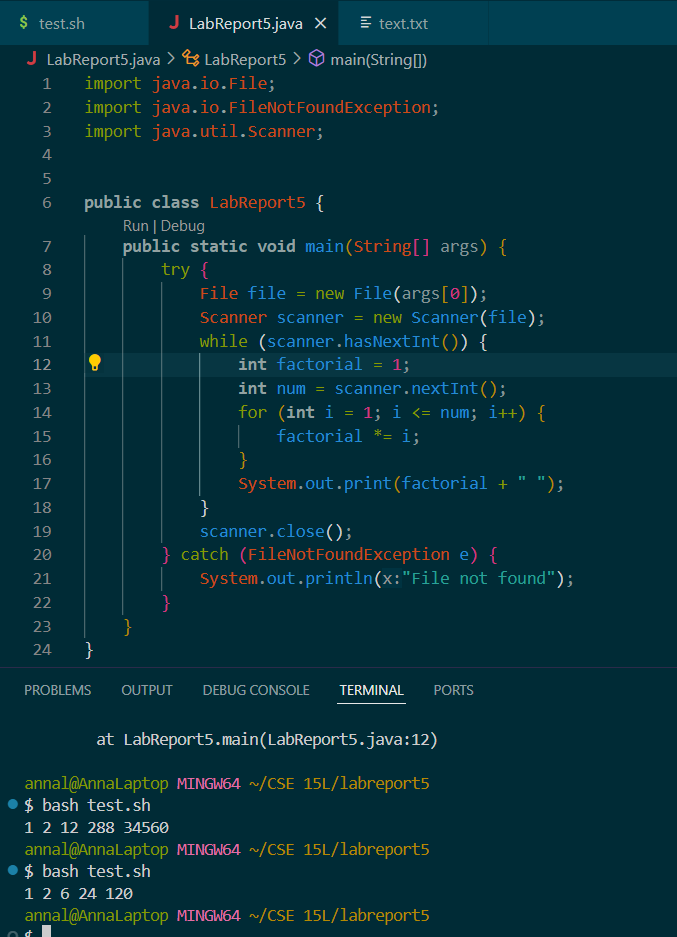 $ test.sh J LabReport5.java × text.txt
J LabReport5.java > LabReport5 > main(String[])
1 import java.io.File;
2 import java.io.FileNotFoundException;
3 import java.util.Scanner;
4
5
6 public class LabReport5 {
Run | Debug
7 public static void main(String[] args) {
8 try {
9 File file = new File(args[0]);
10 Scanner scanner = new Scanner(file);
11 while (scanner.hasNextInt()) {
12 int factorial = 1;
13 int num = scanner.nextInt();
14 for (int i = 1; i <= num; i++) {
15 factorial *= i;
16 }
17 System.out.print(factorial + " ");
18 }
19 scanner.close();
20 } catch (FileNotFoundException e) {
21 System.out.println(x:"File not found");
22 }
23 }
24 }
PROBLEMS OUTPUT DEBUG CONSOLE TERMINAL PORTS
at LabReport5.main(LabReport5.java:12)
annal@AnnaLaptop MINGW64 ~/CSE 15L/labreport5
$ bash test.sh
1 2 12 288 34560
annal@AnnaLaptop MINGW64 ~/CSE 15L/labreport5
$ bash test.sh
1 2 6 24 120
annal@AnnaLaptop MINGW64 ~/CSE 15L/labreport5
$